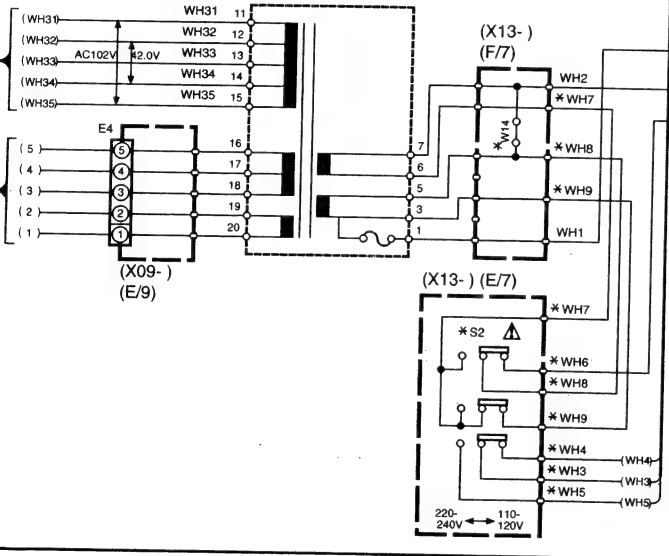 (WH31) WH31 11
(WH32) WH32 12
(WH33) AC102V 42.0V WH33 13
(WH34) WH34 14
(WH35) WH35 15
E4
(5) 5 16
(4) 4 17
(3) 3 18
(2) 2 19
(1) 1 20
(X09- )
(E/9)
7
6
5
3
1
(X13- )
(F/7)
WH2
*WH7
*W14
*WH8
*WH9
WH1
(X13- ) (E/7)
*WH7
*S2
*WH6
*WH8
*WH9
*WH4 (WH4)
*WH3 (WH3)
*WH5 (WH5)
220- 110-
240V 120V